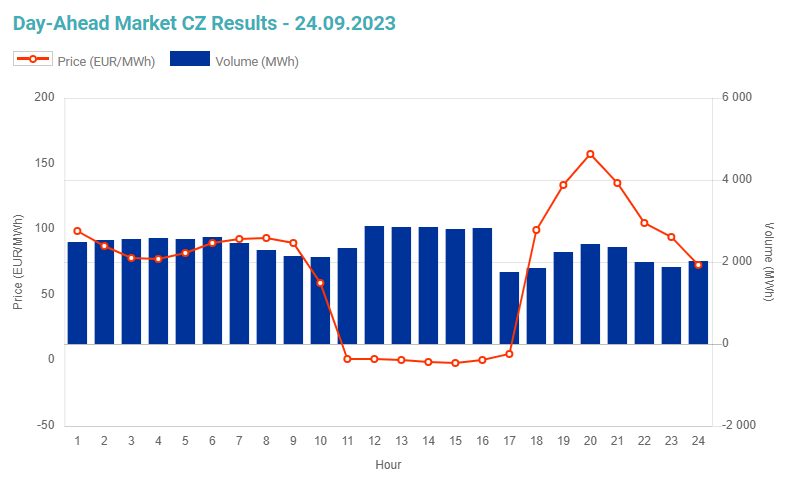 Day-Ahead Market CZ Results - 24.09.2023
Price (EUR/MWh) Volume (MWh)
200 6 000
150
4 000
100
2 000
50
0
0
-50 -2 000
Price (EUR/MWh)
Volume (MWh)
1 2 3 4 5 6 7 8 9 10 11 12 13 14 15 16 17 18 19 20 21 22 23 24
Hour